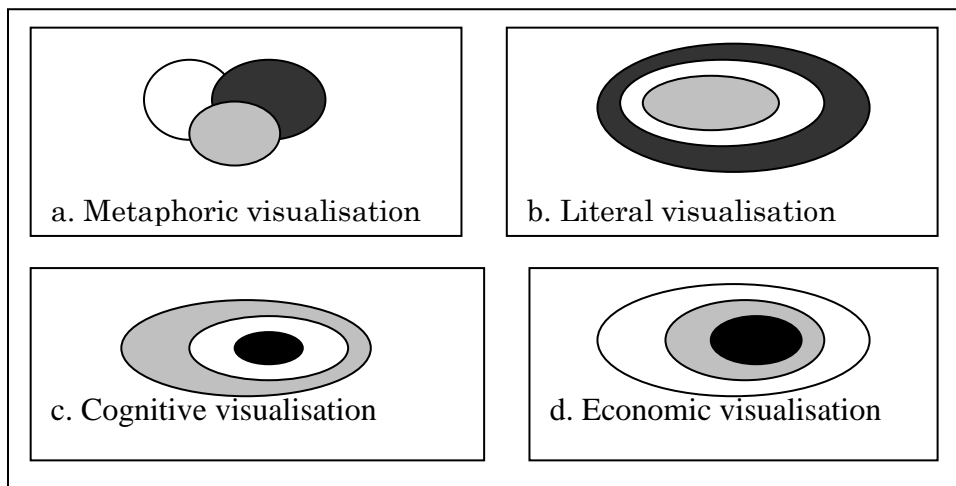 a. Metaphoric visualisation
b. Literal visualisation
c. Cognitive visualisation
d. Economic visualisation